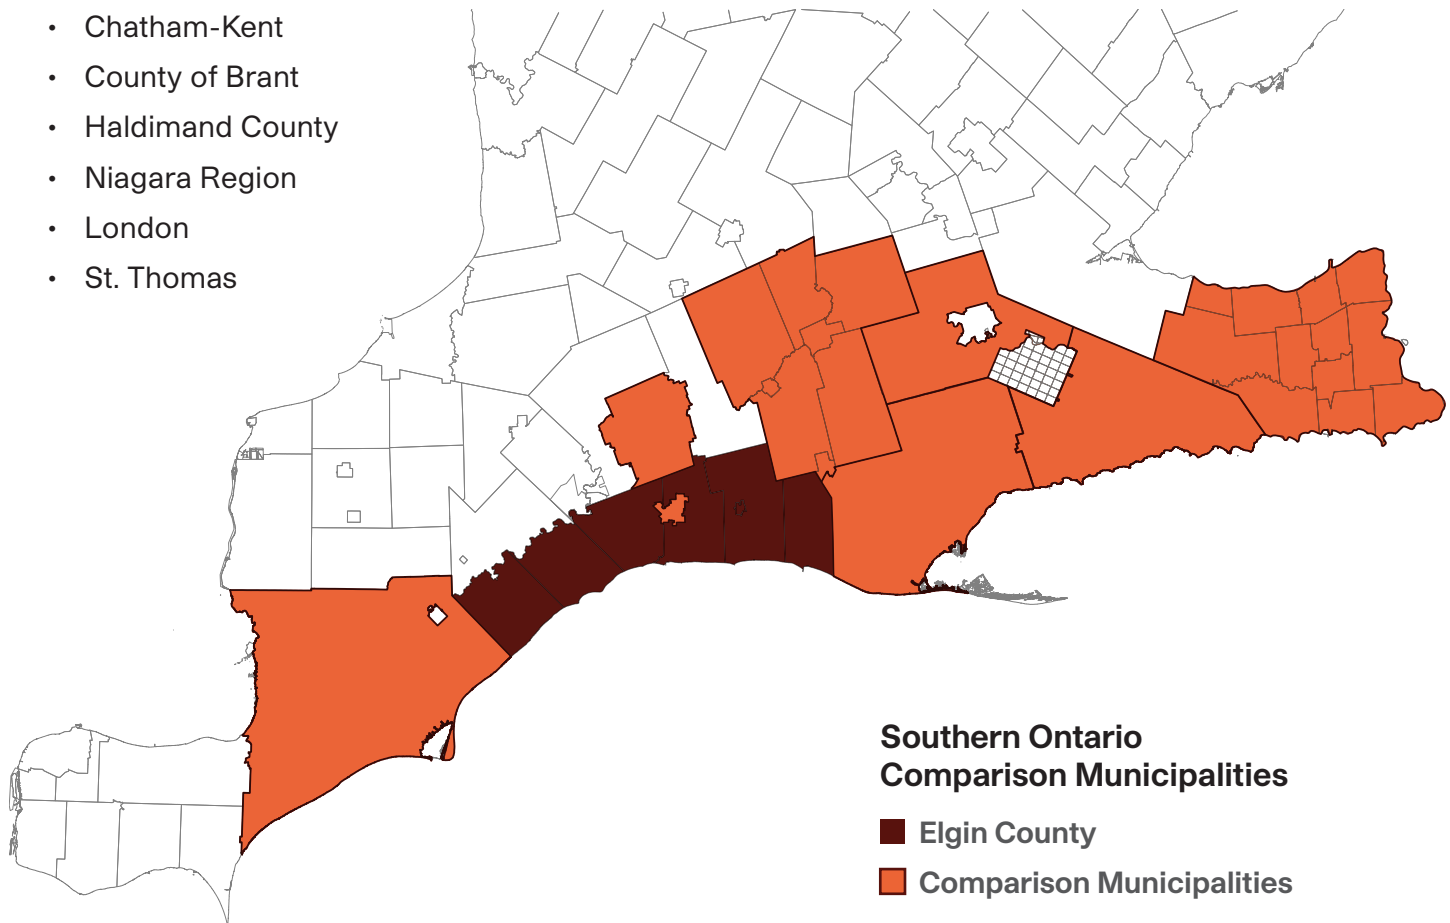 • Chatham-Kent
• County of Brant
• Haldimand County
• Niagara Region
• London
• St. Thomas
Southern Ontario
Comparison Municipalities
Elgin County
Comparison Municipalities